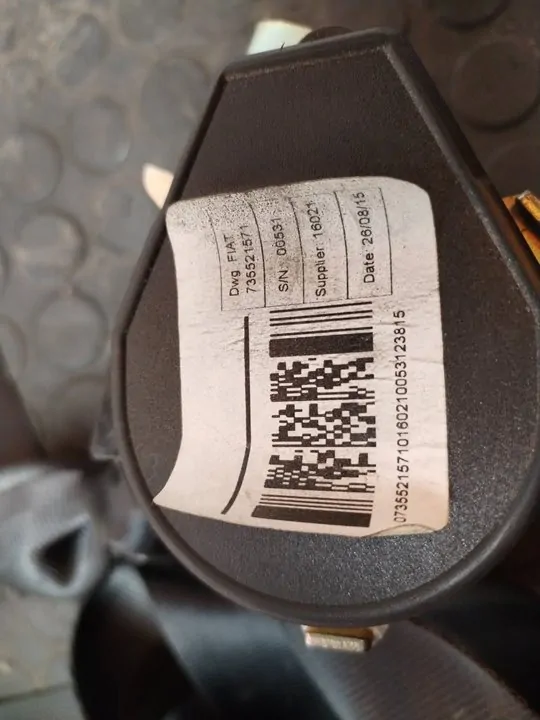 Dwg FIAT
735521571
S/N: 00531
Supplier 16021
Date: 26/08/15
07355215710160210053123815